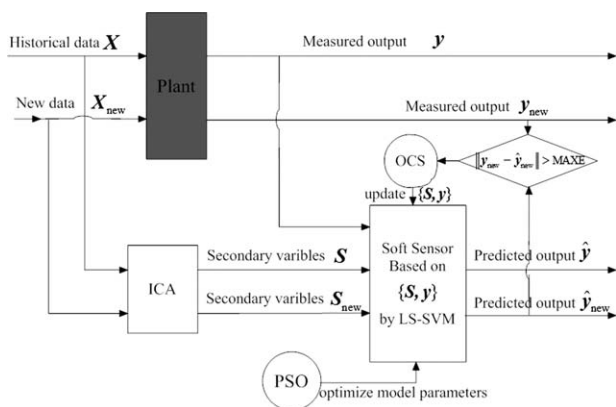 Historical data X
Measured output y
Plant
New data X_new
Measured output y_new
OCS
‖y_new − ŷ_new‖ > MAXE
update {S, y}
Soft Sensor
Based on
{S, y}
by LS-SVM
ICA
Secondary varibles S
Secondary varibles S_new
Predicted output ŷ
Predicted output ŷ_new
PSO
optimize model parameters